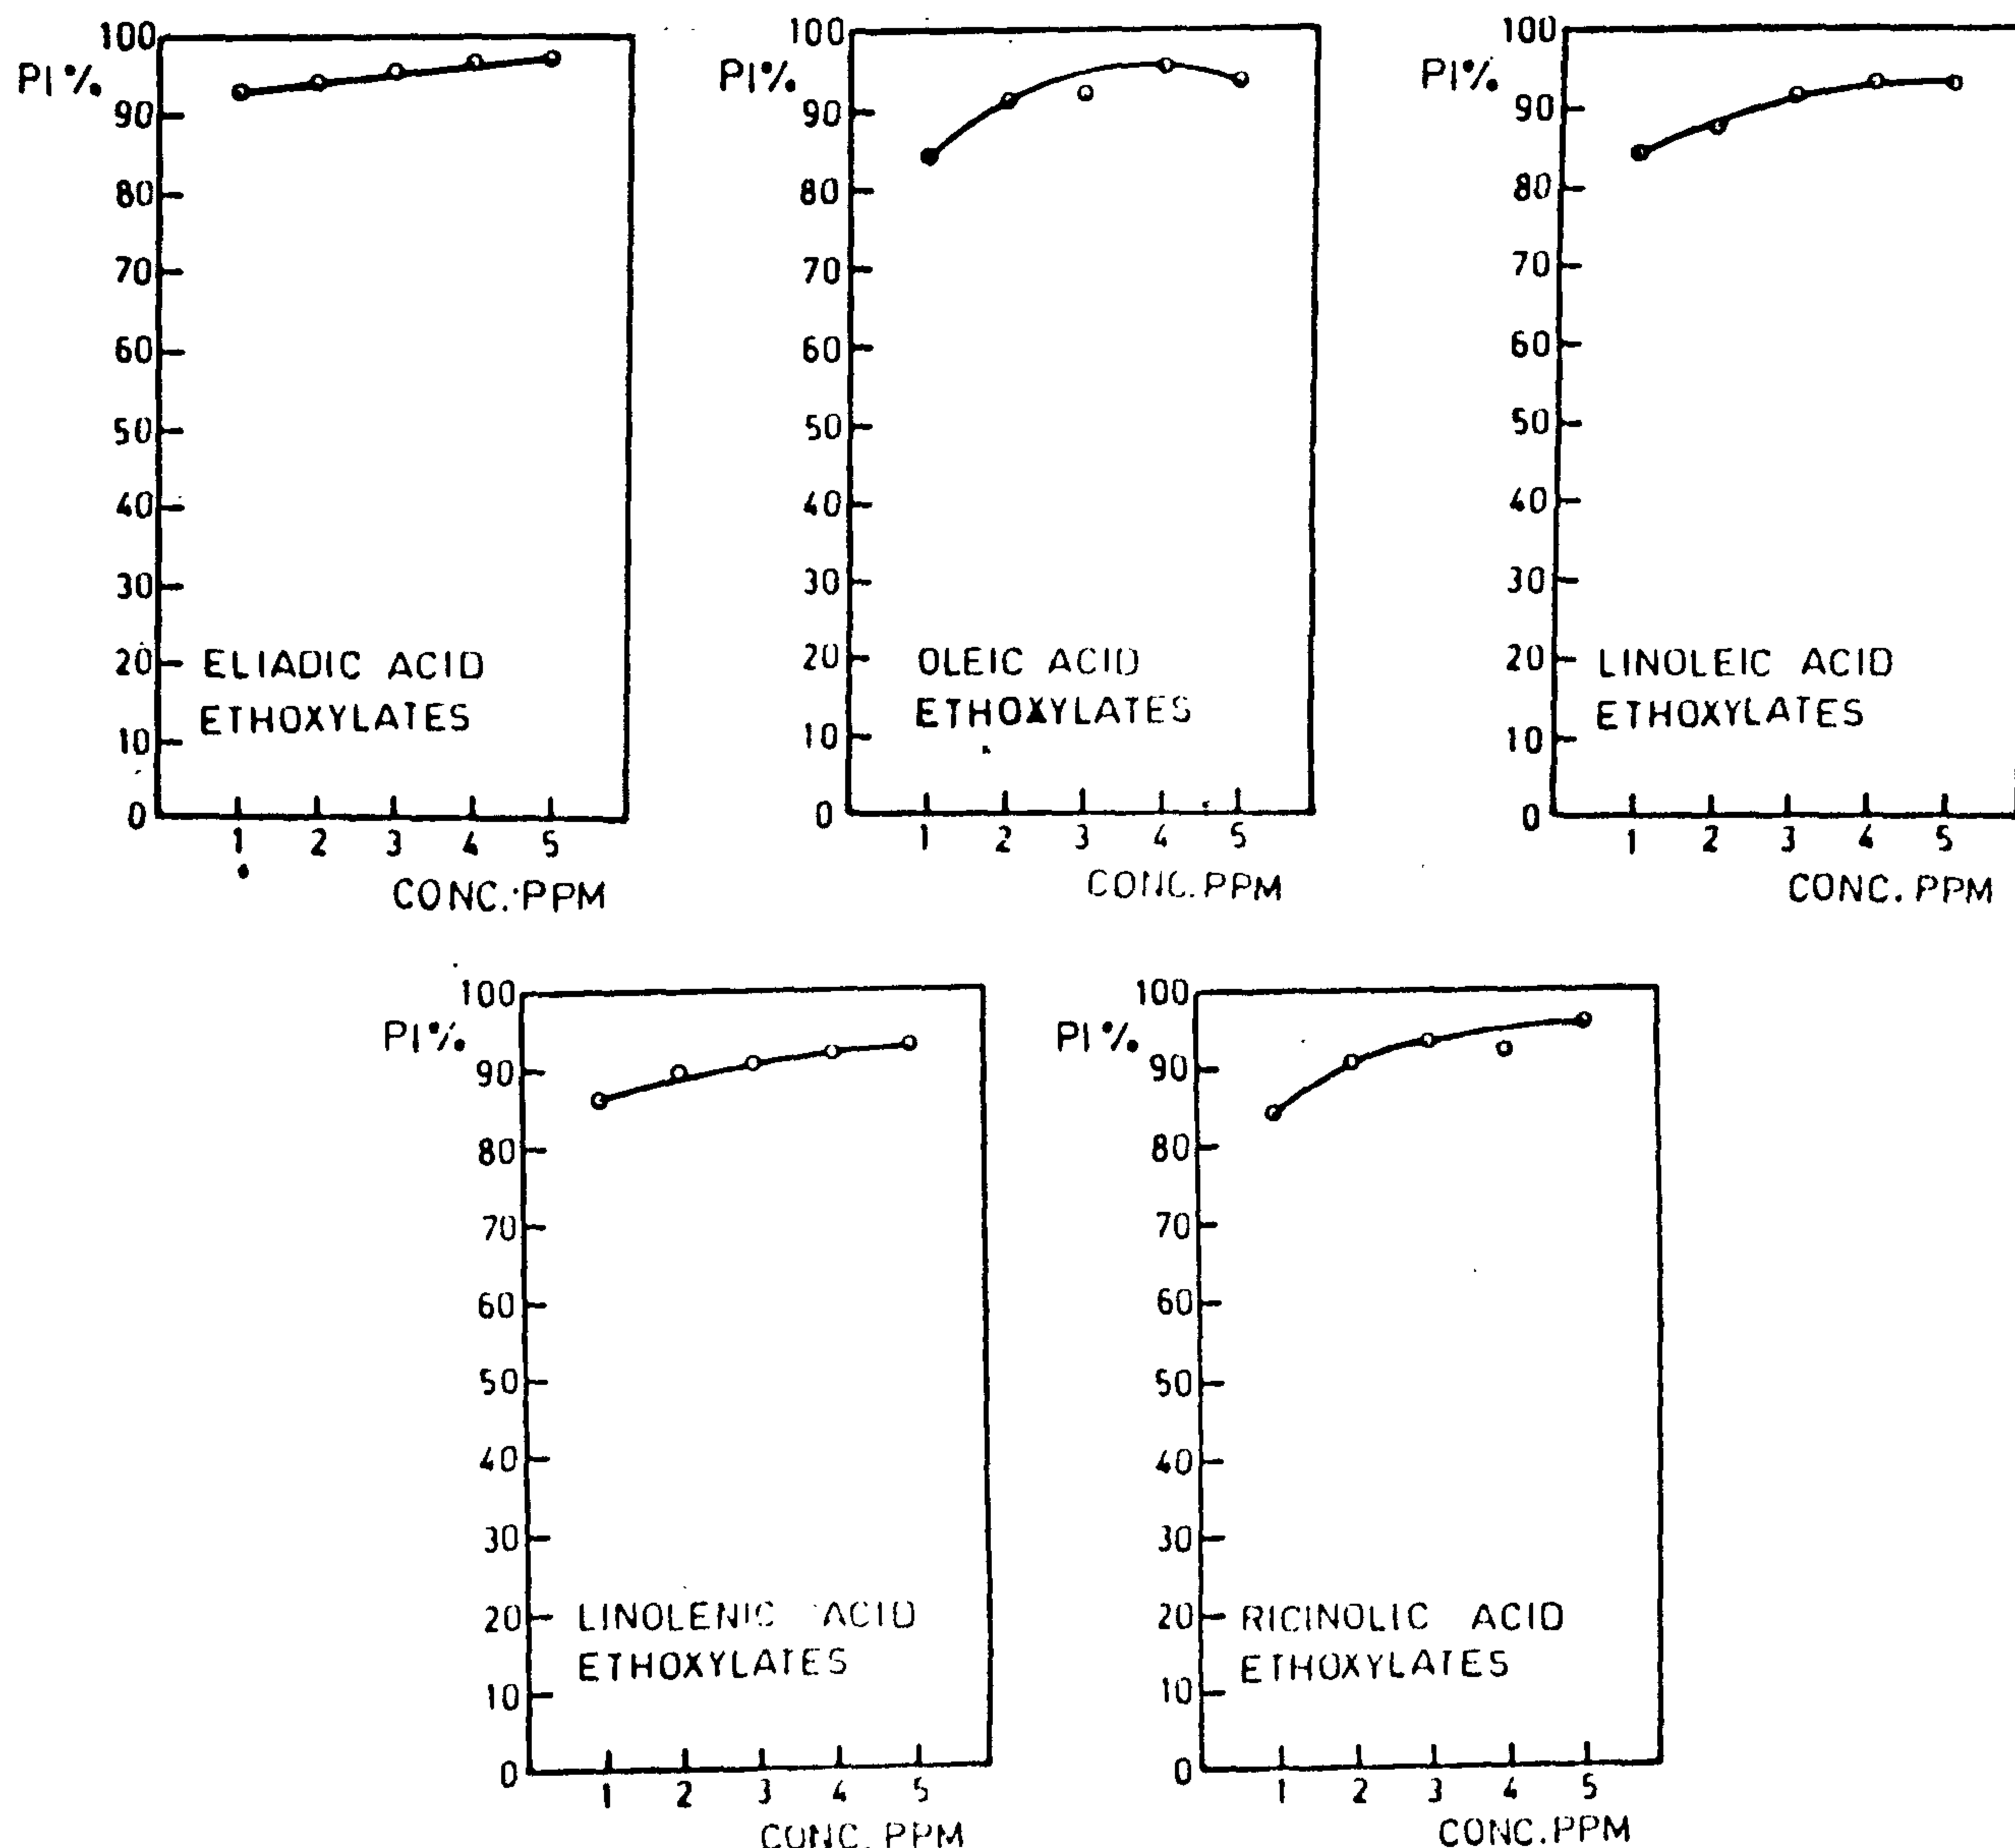 100
PI%
90
80
70
60
50
40
30
20
10
0
ELIADIC ACID
ETHOXYLATES
1 2 3 4 5
CONC. PPM
100
PI%
90
80
70
60
50
40
30
20
10
0
OLEIC ACID
ETHOXYLATES
1 2 3 4 5
CONC. PPM
100
PI%
90
80
70
60
50
40
30
20
10
0
LINOLEIC ACID
ETHOXYLATES
1 2 3 4 5
CONC. PPM
100
PI%
90
80
70
60
50
40
30
20
10
0
LINOLENIC ACID
ETHOXYLATES
1 2 3 4 5
CONC. PPM
100
PI%
90
80
70
60
50
40
30
20
10
0
RICINOLIC ACID
ETHOXYLATES
1 2 3 4 5
CONC. PPM